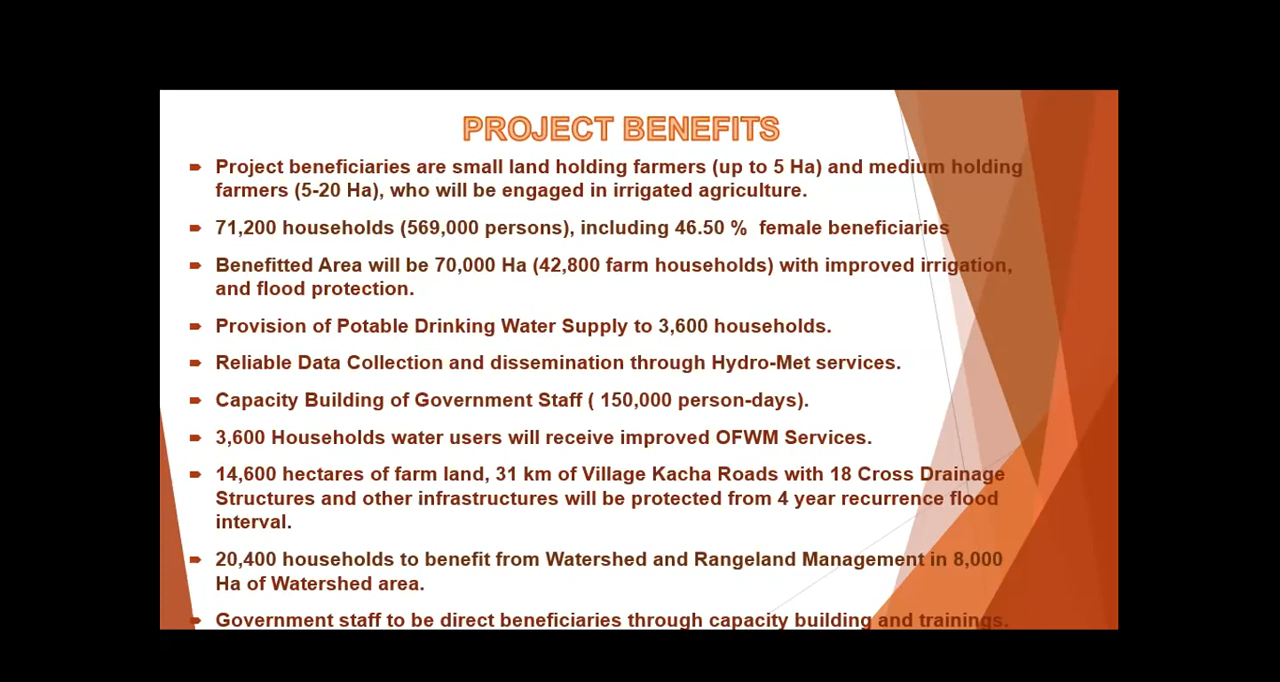 PROJECT BENEFITS
Project beneficiaries are small land holding farmers (up to 5 Ha) and medium holding
farmers (5-20 Ha), who will be engaged in irrigated agriculture.
71,200 households (569,000 persons), including 46.50 % female beneficiaries
Benefitted Area will be 70,000 Ha (42,800 farm households) with improved irrigation,
and flood protection.
Provision of Potable Drinking Water Supply to 3,600 households.
Reliable Data Collection and dissemination through Hydro-Met services.
Capacity Building of Government Staff ( 150,000 person-days).
3,600 Households water users will receive improved OFWM Services.
14,600 hectares of farm land, 31 km of Village Kacha Roads with 18 Cross Drainage
Structures and other infrastructures will be protected from 4 year recurrence flood
interval.
20,400 households to benefit from Watershed and Rangeland Management in 8,000
Ha of Watershed area.
Government staff to be direct beneficiaries through capacity building and trainings.